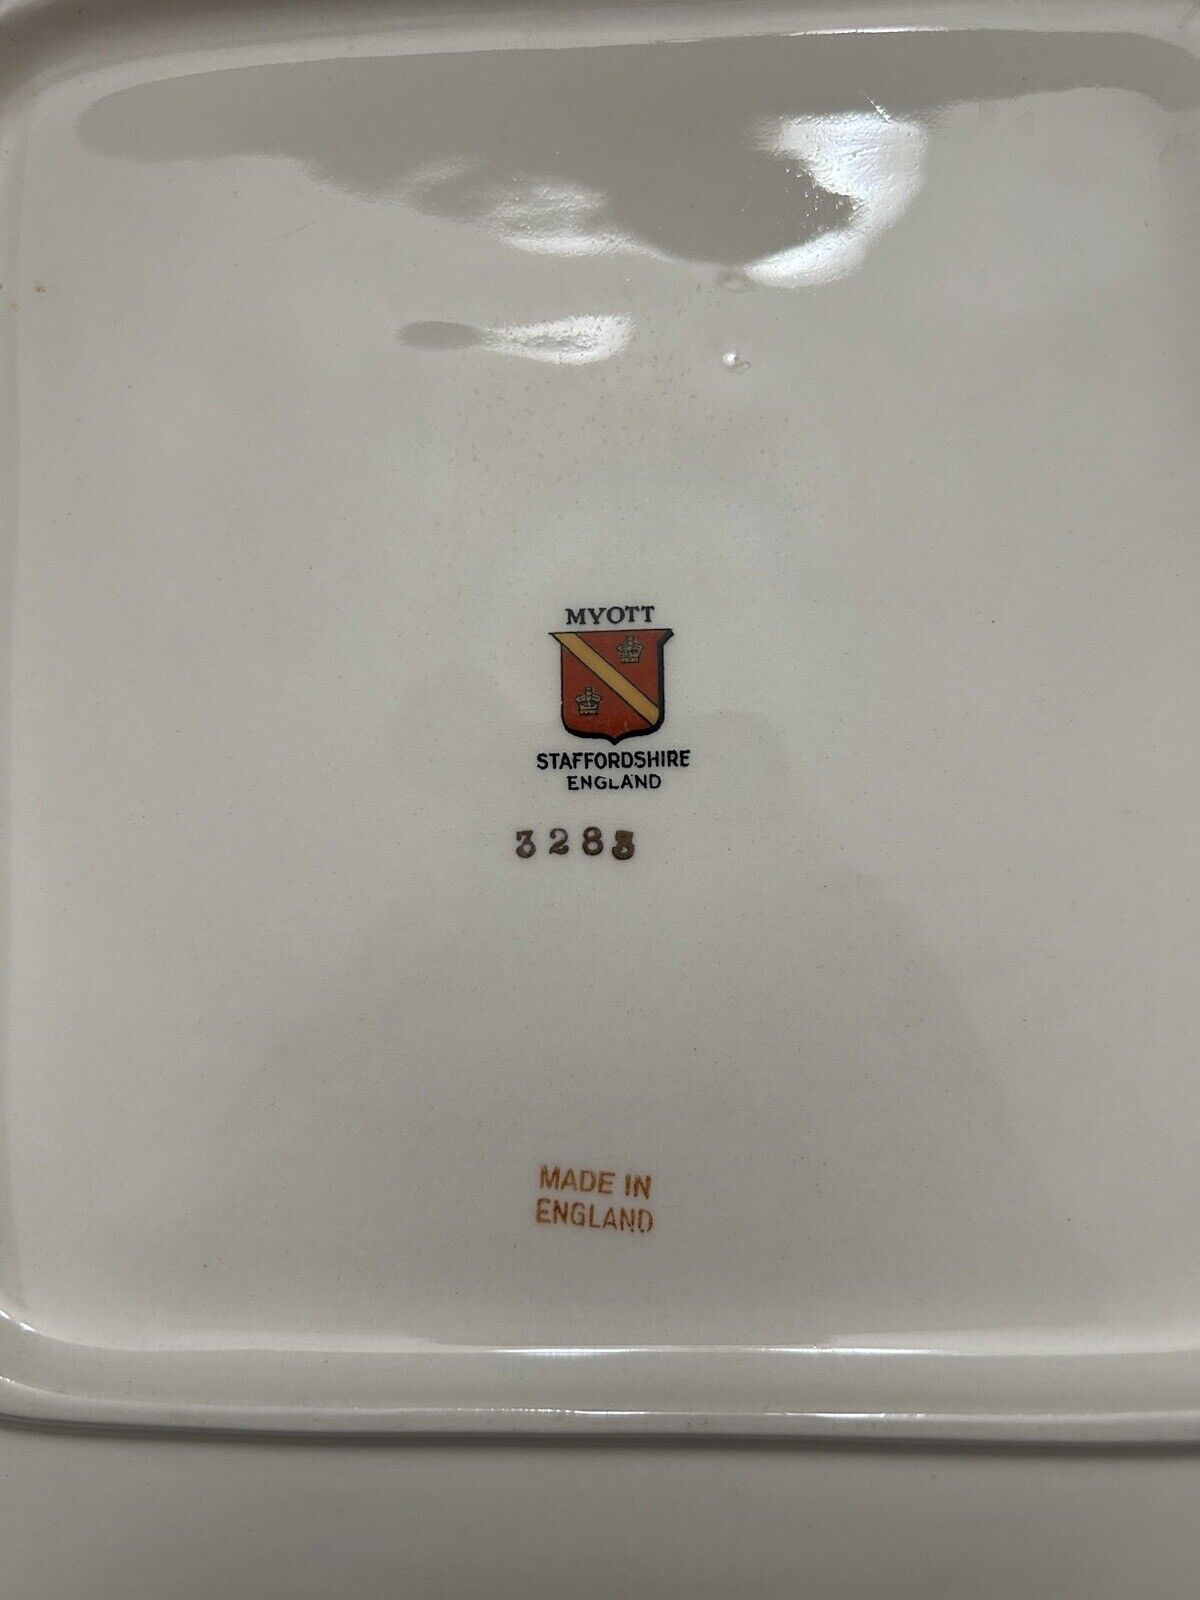 MYOTT
STAFFORDSHIRE
ENGLAND
3283
MADE IN
ENGLAND